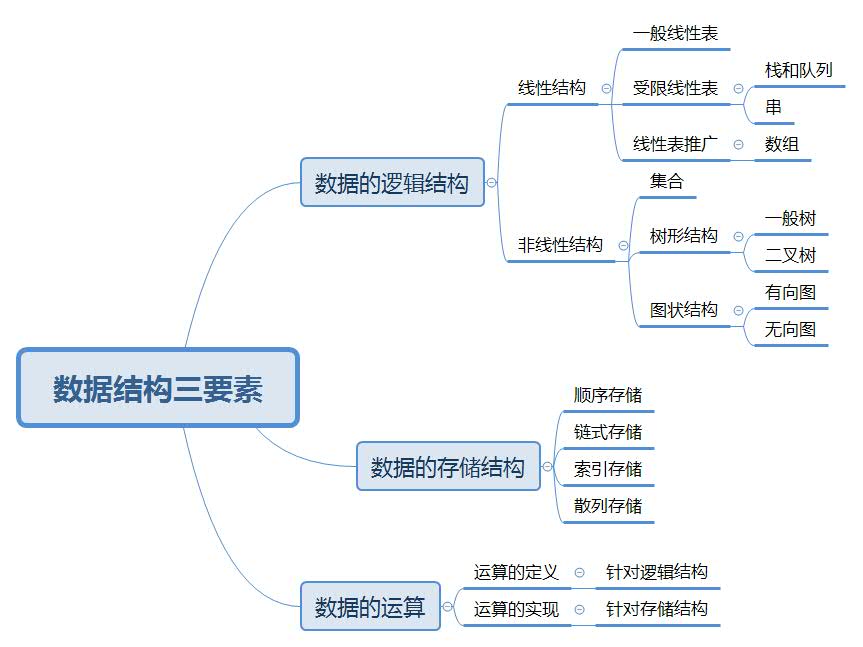 数据结构三要素
数据的逻辑结构
线性结构
一般线性表
受限线性表
栈和队列
串
线性表推广
数组
非线性结构
集合
树形结构
一般树
二叉树
图状结构
有向图
无向图
数据的存储结构
顺序存储
链式存储
索引存储
散列存储
数据的运算
运算的定义
针对逻辑结构
运算的实现
针对存储结构